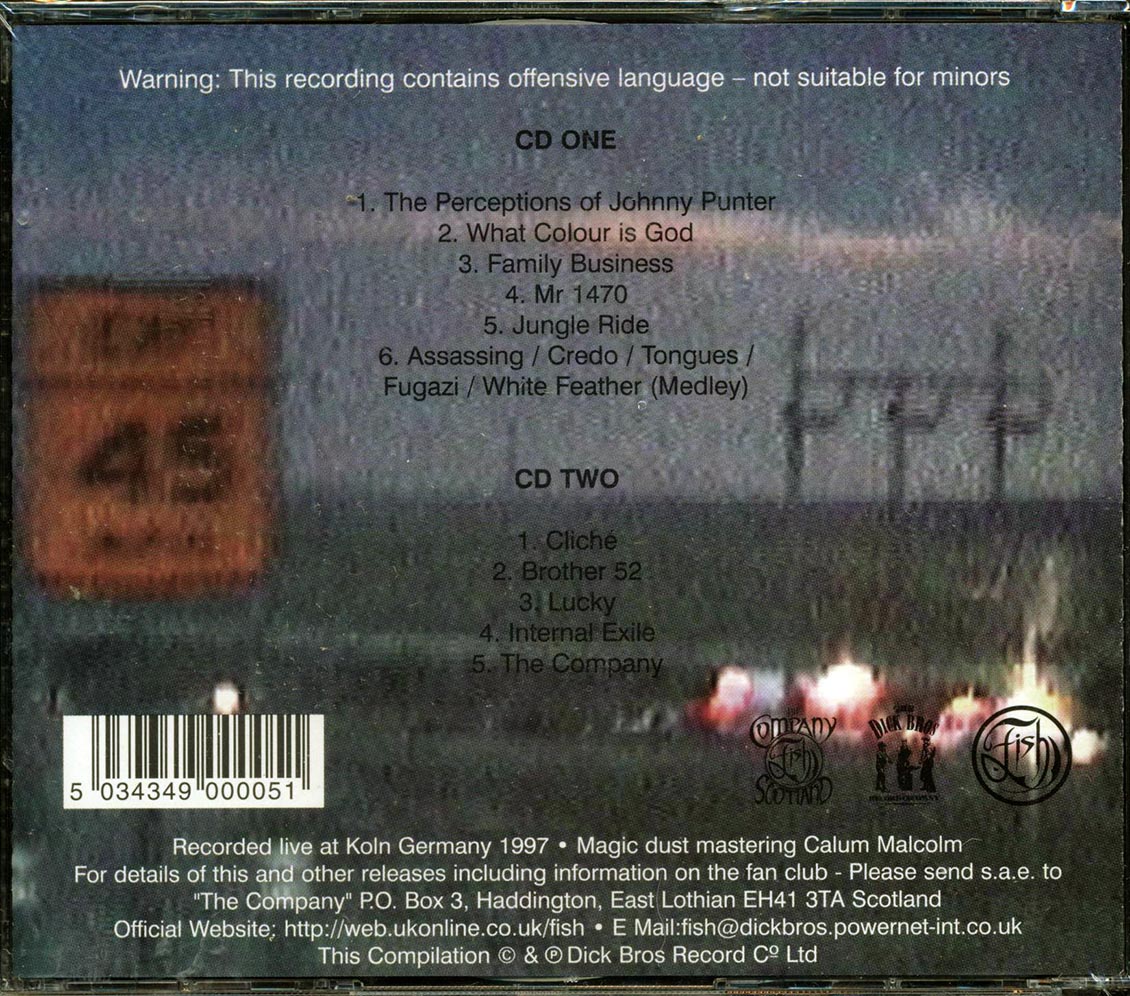 Warning: This recording contains offensive language – not suitable for minors
CD ONE
1. The Perceptions of Johnny Punter
2. What Colour is God
3. Family Business
4. Mr 1470
5. Jungle Ride
6. Assassing / Credo / Tongues /
Fugazi / White Feather (Medley)
45
CD TWO
1. Cliché
2. Brother 52
3. Lucky
4. Internal Exile
5. The Company
5 034349 000051
COMPANY
Fish
SCOTLAND
DICK BROS
Fish
Recorded live at Koln Germany 1997 • Magic dust mastering Calum Malcolm
For details of this and other releases including information on the fan club - Please send s.a.e. to
"The Company" P.O. Box 3, Haddington, East Lothian EH41 3TA Scotland
Official Website: http://web.ukonline.co.uk/fish • E Mail:fish@dickbros.powernet-int.co.uk
This Compilation © & ℗ Dick Bros Record Cº Ltd